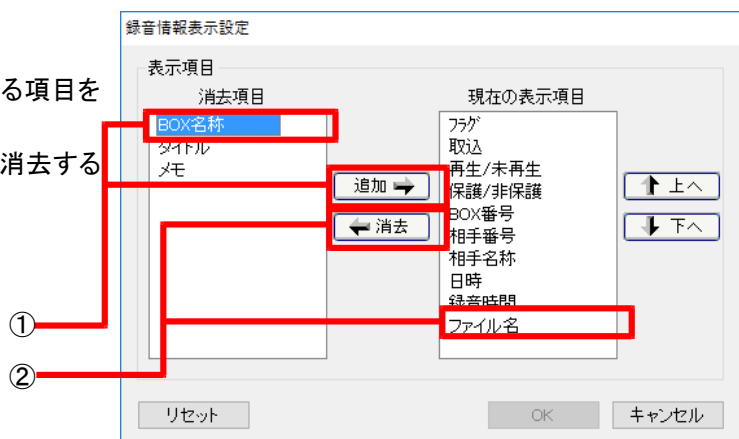 録音情報表示設定
表示項目
る項目を
消去する
消去項目
BOX名称
タイトル
メモ
追加
消去
現在の表示項目
フラグ
取込
再生/未再生
保護/非保護
BOX番号
相手番号
相手名称
日時
録音時間
ファイル名
上へ
下へ
①
②
リセット
OK
キャンセル